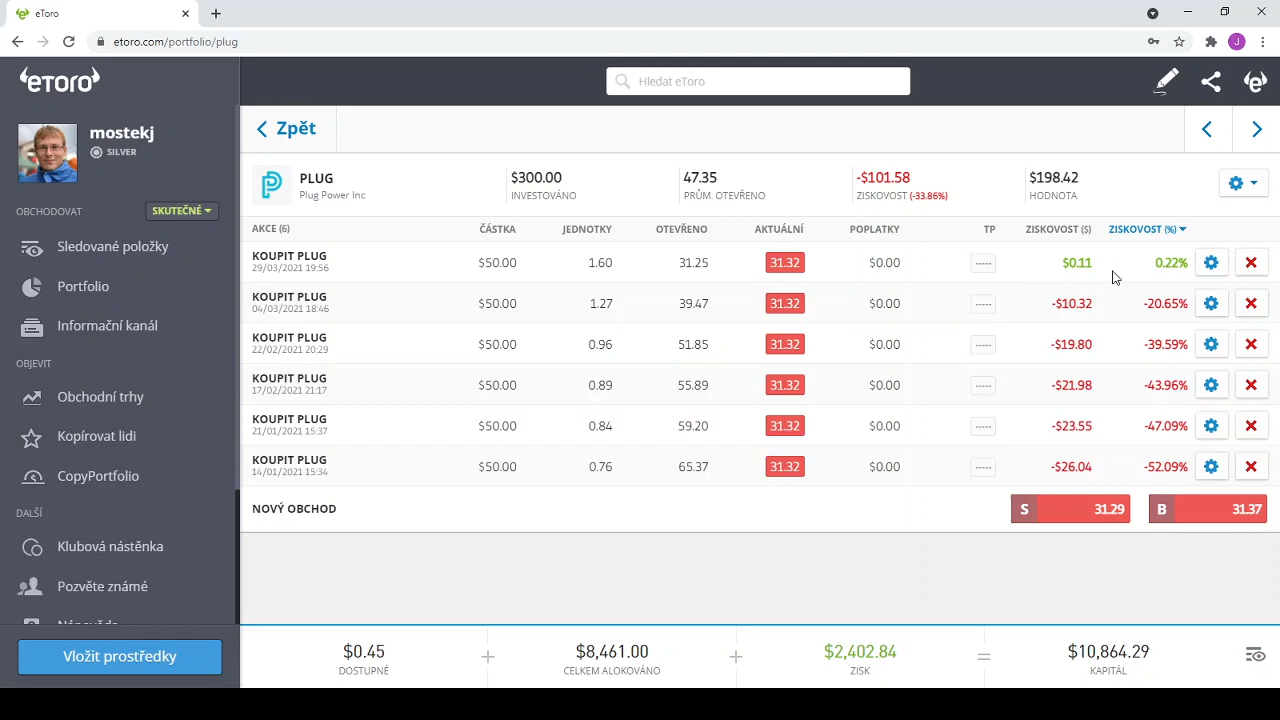 eToro
etoro.com/portfolio/plug
J
eToro
mostekj
SILVER
OBCHODOVAT
SKUTEČNÉ
Sledované položky
Portfolio
Informační kanál
OBJEVIT
Obchodní trhy
Kopírovat lidi
CopyPortfolio
DALŠÍ
Klubová nástěnka
Pozvěte známé
Nápověda
Vložit prostředky
Hledat eToro
Zpět
PLUG
Plug Power Inc
$300.00
INVESTOVÁNO
47.35
PRŮM. OTEVŘENO
-$101.58
ZISKOVOST (-33.86%)
$198.42
HODNOTA
AKCE (6) ČÁSTKA JEDNOTKY OTEVŘENO AKTUÁLNÍ POPLATKY TP ZISKOVOST ($) ZISKOVOST (%)
KOUPIT PLUG $50.00 1.60 31.25 31.32 $0.00 ----- $0.11 0.22%
29/03/2021 19:56
KOUPIT PLUG $50.00 1.27 39.47 31.32 $0.00 ----- -$10.32 -20.65%
04/03/2021 18:46
KOUPIT PLUG $50.00 0.96 51.85 31.32 $0.00 ----- -$19.80 -39.59%
22/02/2021 20:29
KOUPIT PLUG $50.00 0.89 55.89 31.32 $0.00 ----- -$21.98 -43.96%
17/02/2021 21:17
KOUPIT PLUG $50.00 0.84 59.20 31.32 $0.00 ----- -$23.55 -47.09%
21/01/2021 15:37
KOUPIT PLUG $50.00 0.76 65.37 31.32 $0.00 ----- -$26.04 -52.09%
14/01/2021 15:34
NOVÝ OBCHOD S 31.29 B 31.37
$0.45 + $8,461.00 + $2,402.84 = $10,864.29
DOSTUPNÉ CELKEM ALOKOVÁNO ZISK KAPITÁL